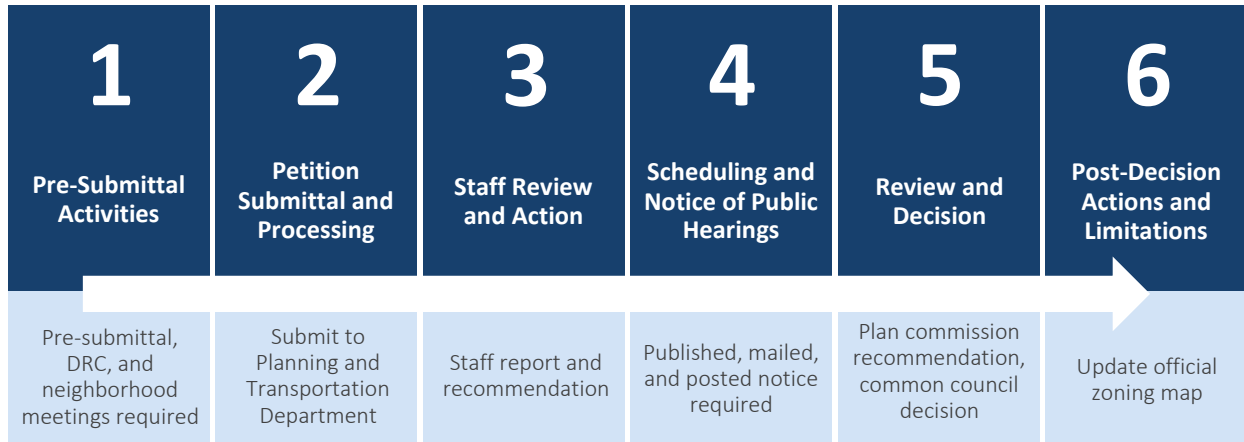 1
Pre-Submittal
Activities
Pre-submittal,
DRC, and
neighborhood
meetings required
2
Petition
Submittal and
Processing
Submit to
Planning and
Transportation
Department
3
Staff Review
and Action
Staff report and
recommendation
4
Scheduling and
Notice of Public
Hearings
Published, mailed,
and posted notice
required
5
Review and
Decision
Plan commission
recommendation,
common council
decision
6
Post-Decision
Actions and
Limitations
Update official
zoning map